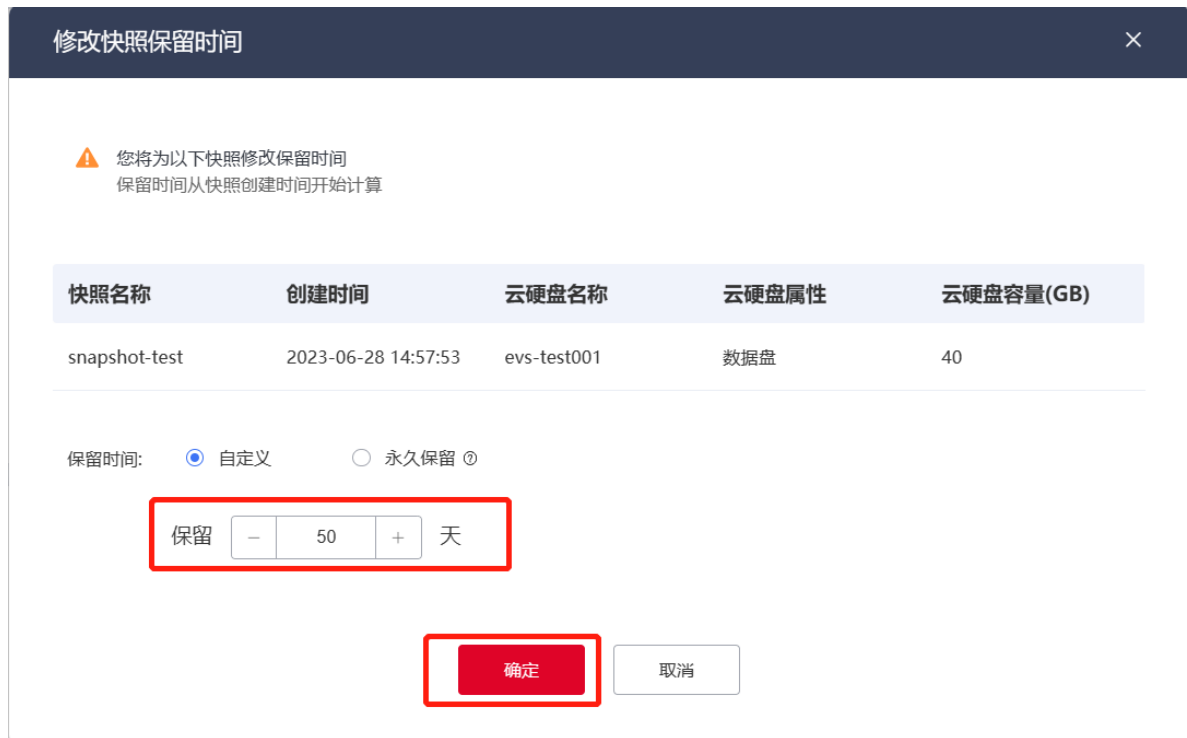 修改快照保留时间
您将为以下快照修改保留时间
保留时间从快照创建时间开始计算
快照名称 创建时间 云硬盘名称 云硬盘属性 云硬盘容量(GB)
snapshot-test 2023-06-28 14:57:53 evs-test001 数据盘 40
保留时间: 自定义 永久保留
保留 50 天
确定 取消